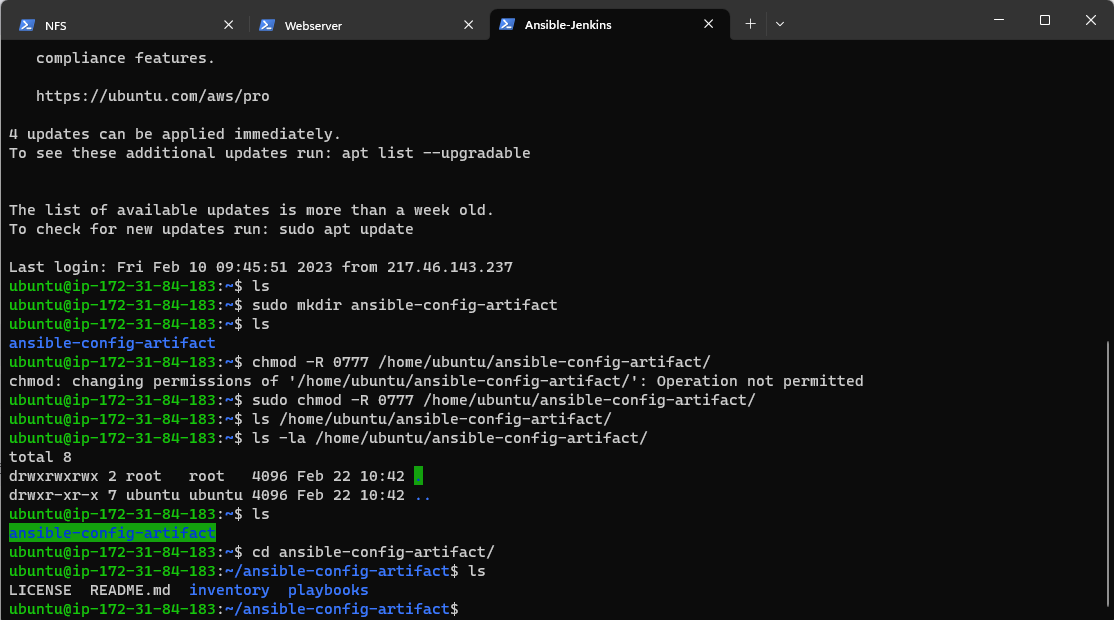 NFS
Webserver
Ansible-Jenkins
compliance features.
https://ubuntu.com/aws/pro
4 updates can be applied immediately.
To see these additional updates run: apt list --upgradable
The list of available updates is more than a week old.
To check for new updates run: sudo apt update
Last login: Fri Feb 10 09:45:51 2023 from 217.46.143.237
ubuntu@ip-172-31-84-183:~$ ls
ubuntu@ip-172-31-84-183:~$ sudo mkdir ansible-config-artifact
ubuntu@ip-172-31-84-183:~$ ls
ansible-config-artifact
ubuntu@ip-172-31-84-183:~$ chmod -R 0777 /home/ubuntu/ansible-config-artifact/
chmod: changing permissions of '/home/ubuntu/ansible-config-artifact/': Operation not permitted
ubuntu@ip-172-31-84-183:~$ sudo chmod -R 0777 /home/ubuntu/ansible-config-artifact/
ubuntu@ip-172-31-84-183:~$ ls /home/ubuntu/ansible-config-artifact/
ubuntu@ip-172-31-84-183:~$ ls -la /home/ubuntu/ansible-config-artifact/
total 8
drwxrwxrwx 2 root   root   4096 Feb 22 10:42 .
drwxr-xr-x 7 ubuntu ubuntu 4096 Feb 22 10:42 ..
ubuntu@ip-172-31-84-183:~$ ls
ansible-config-artifact
ubuntu@ip-172-31-84-183:~$ cd ansible-config-artifact/
ubuntu@ip-172-31-84-183:~/ansible-config-artifact$ ls
LICENSE  README.md  inventory  playbooks
ubuntu@ip-172-31-84-183:~/ansible-config-artifact$